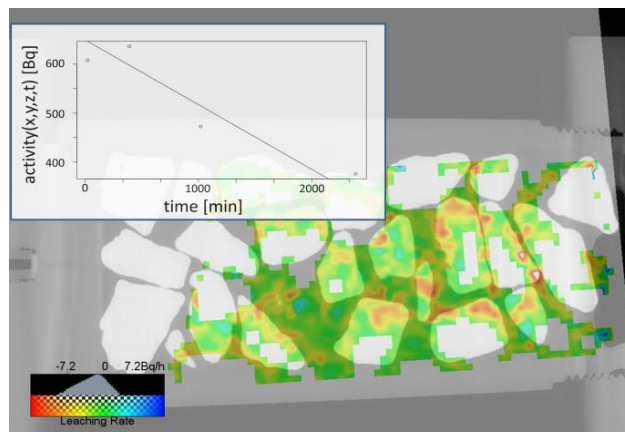 activity(x,y,z,t) [Bq]
600
500
400
0
1000
2000
time [min]
-7.2 0 7.2Bq/h
Leaching Rate